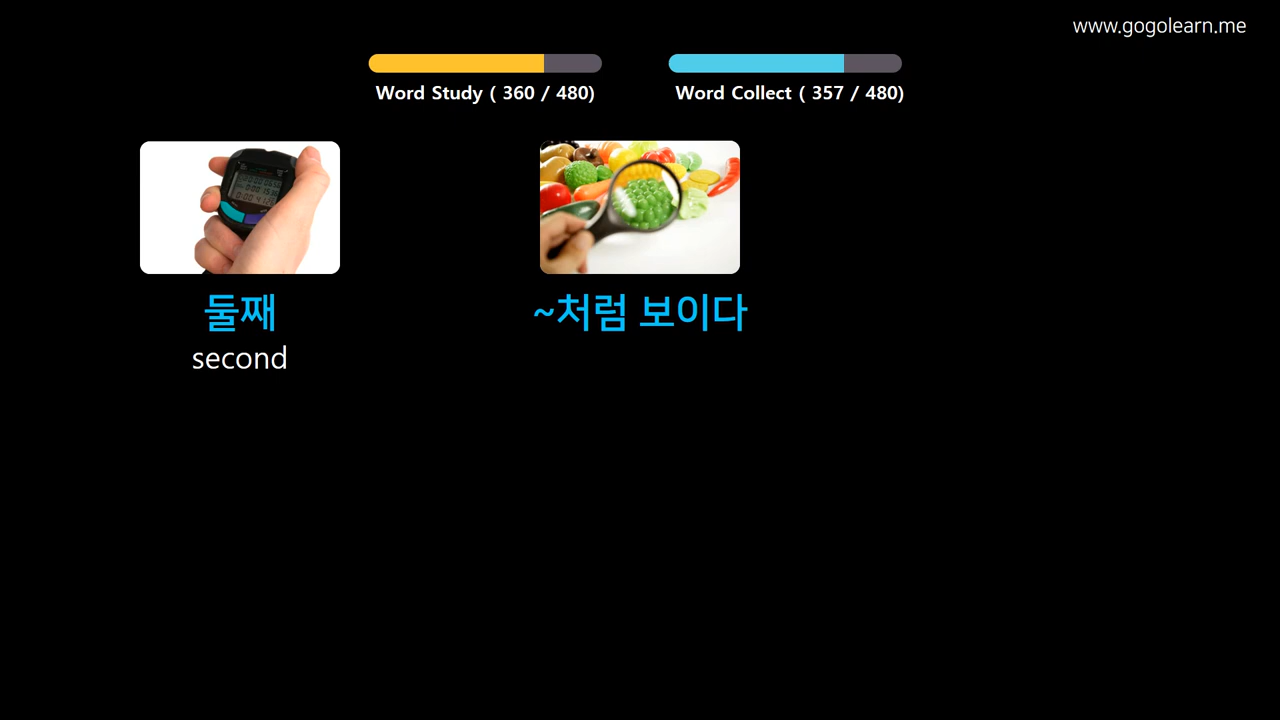 www.gogolearn.me
Word Study ( 360 / 480)
Word Collect ( 357 / 480)
둘째
second
~처럼 보이다